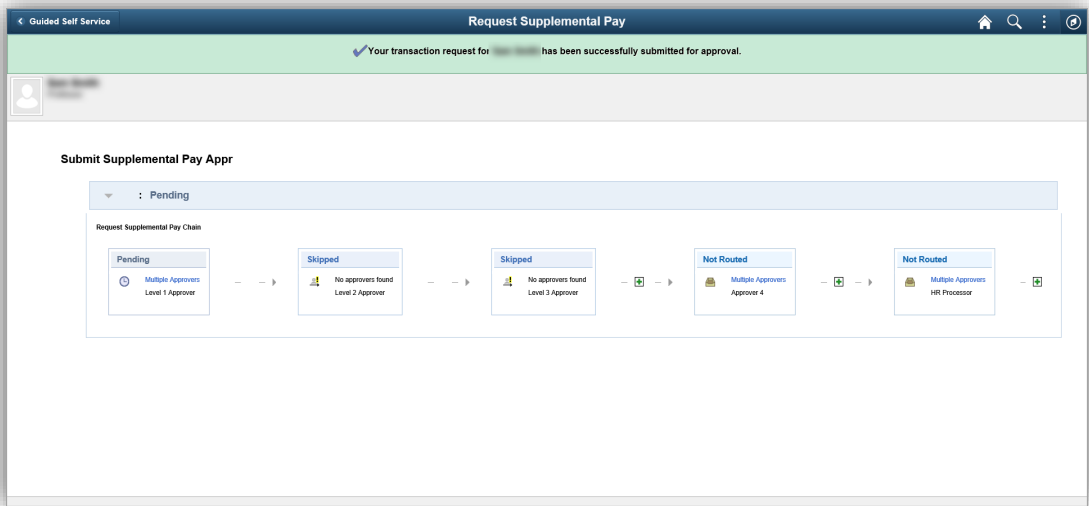 Guided Self Service
Request Supplemental Pay
Your transaction request for has been successfully submitted for approval.
Submit Supplemental Pay Appr
: Pending
Request Supplemental Pay Chain
Pending
Multiple Approvers
Level 1 Approver
Skipped
No approvers found
Level 2 Approver
Skipped
No approvers found
Level 3 Approver
Not Routed
Multiple Approvers
Approver 4
Not Routed
Multiple Approvers
HR Processor